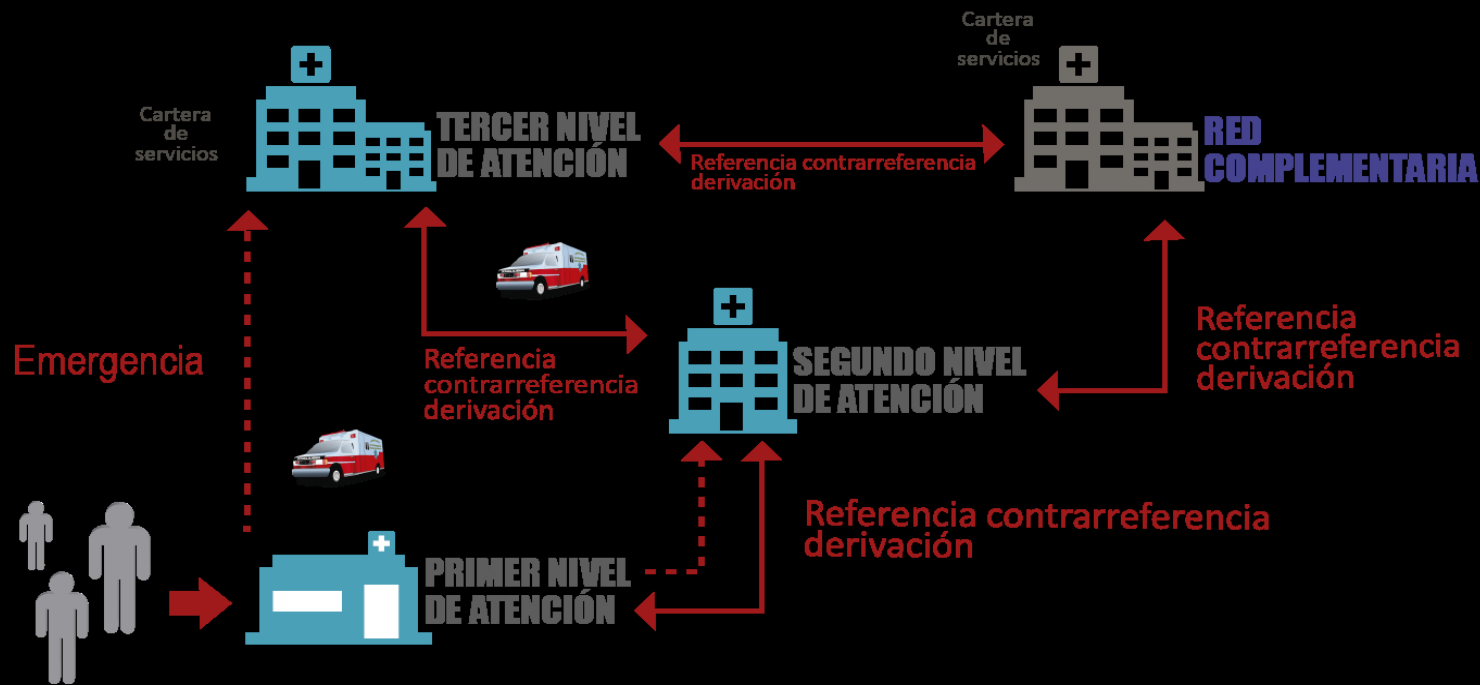 Cartera
de
servicios
TERCER NIVEL
DE ATENCIÓN
Referencia contrarreferencia
derivación
Cartera
de
servicios
RED
COMPLEMENTARIA
Emergencia
Referencia
contrarreferencia
derivación
SEGUNDO NIVEL
DE ATENCIÓN
Referencia
contrarreferencia
derivación
PRIMER NIVEL
DE ATENCIÓN
Referencia contrarreferencia
derivación